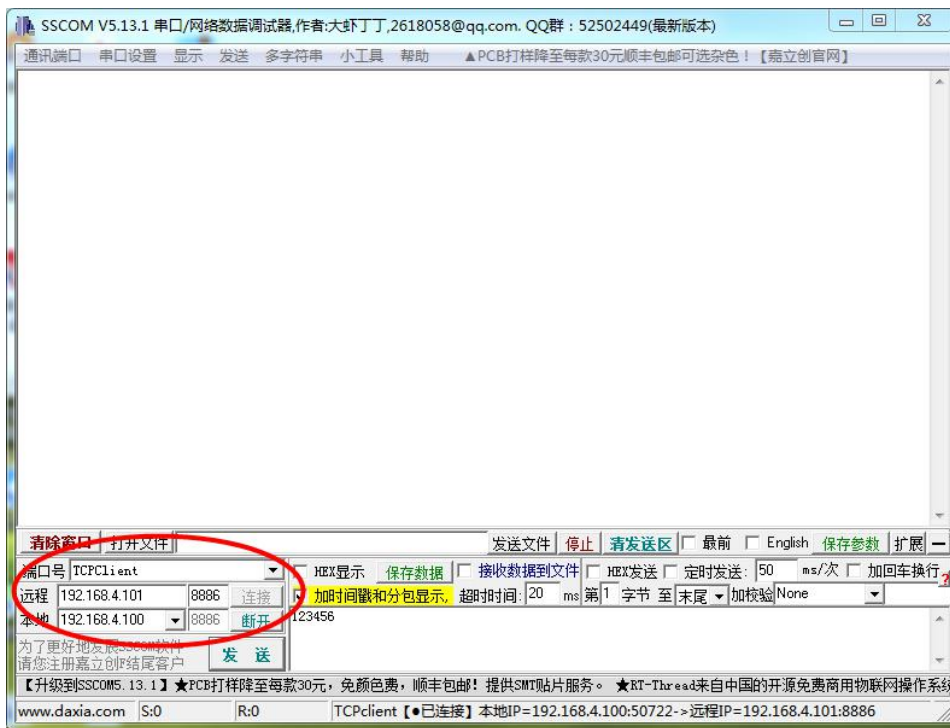 SSCOM V5.13.1 串口/网络数据调试器,作者:大虾丁丁,2618058@qq.com. QQ群：52502449(最新版本)
通讯端口 串口设置 显示 发送 多字符串 小工具 帮助 ▲PCB打样降至每款30元顺丰包邮可选杂色！【嘉立创官网】
清除窗口 打开文件 发送文件 停止 清发送区 最前 English 保存参数 扩展 —
端口号 TCPClient HEX显示 保存数据 接收数据到文件 HEX发送 定时发送: 50 ms/次 加回车换行
远程 192.168.4.101 8886 连接 加时间戳和分包显示, 超时时间: 20 ms 第1 字节 至 末尾 加校验 None ?
本地 192.168.4.100 8886 断开 123456
为了更好地发展SSCOM软件
请您注册嘉立创F结尾客户 发 送
【升级到SSCOM5.13.1】★PCB打样降至每款30元，免颜色费，顺丰包邮！提供SMT贴片服务。 ★RT-Thread来自中国的开源免费商用物联网操作系统
www.daxia.com S:0 R:0 TCPclient【●已连接】本地IP=192.168.4.100:50722->远程IP=192.168.4.101:8886